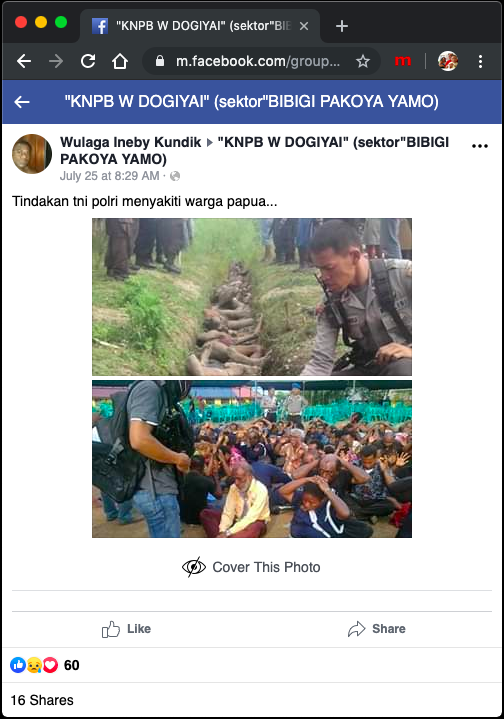 "KNPB W DOGIYAI" (sektor"BIB
m.facebook.com/group...
m
"KNPB W DOGIYAI" (sektor"BIBIGI PAKOYA YAMO)
Wulaga Ineby Kundik ▸ "KNPB W DOGIYAI" (sektor"BIBIGI
PAKOYA YAMO)
July 25 at 8:29 AM ·
Tindakan tni polri menyakiti warga papua...
Cover This Photo
Like
Share
60
16 Shares